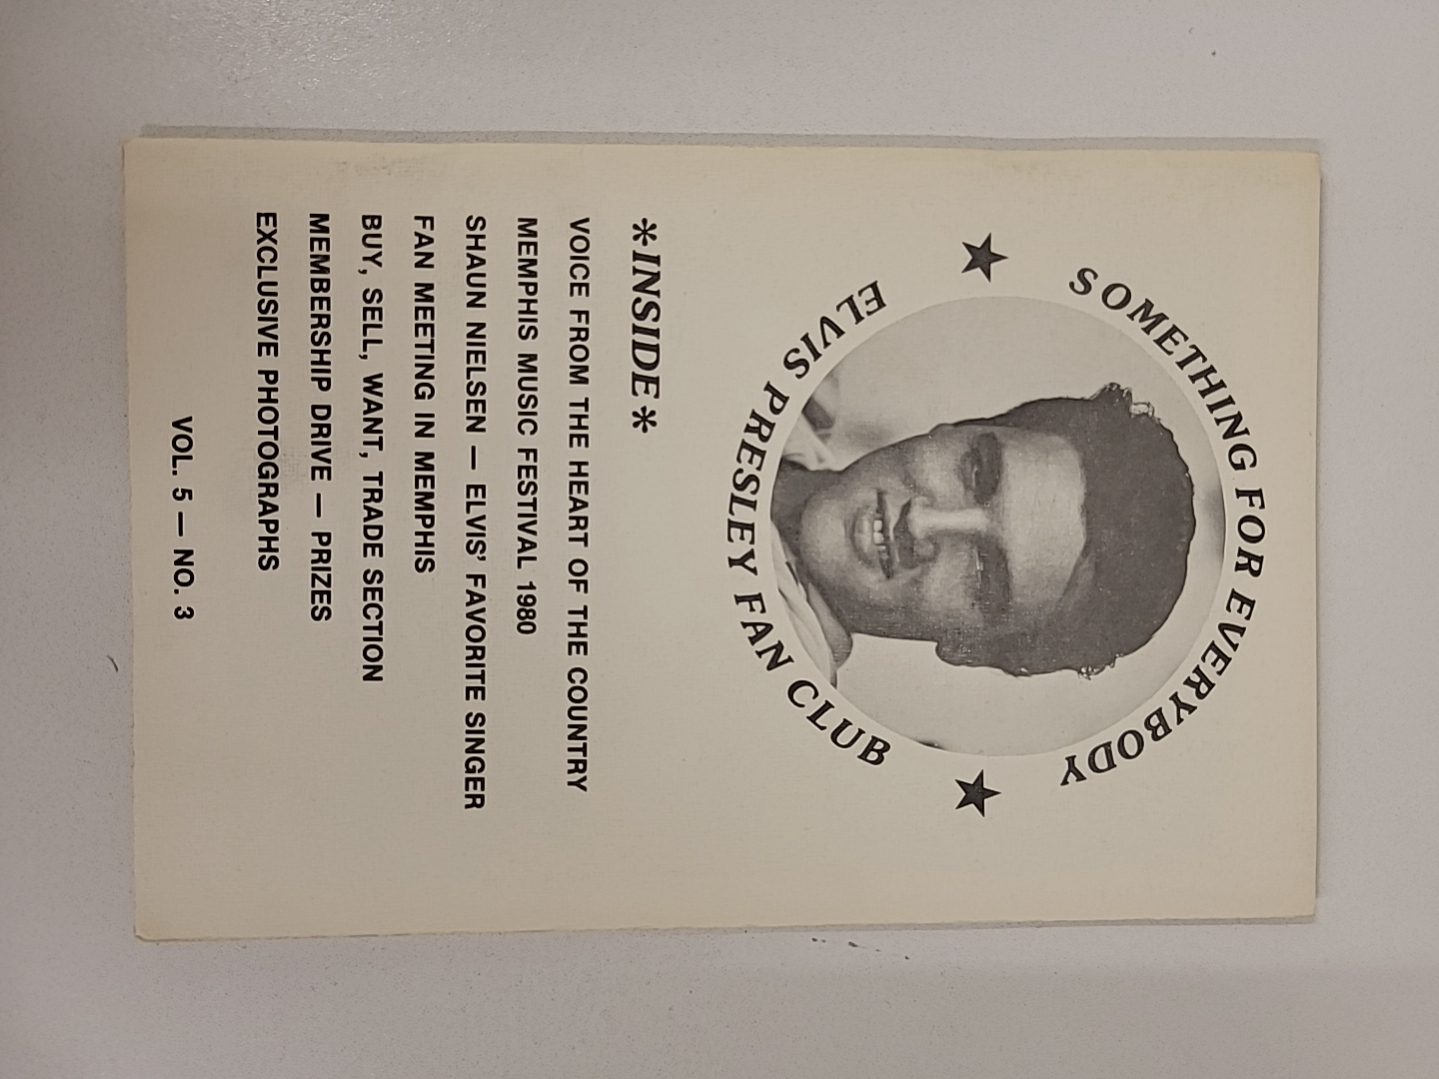 SOMETHING FOR EVERYBODY
ELVIS PRESLEY FAN CLUB
*INSIDE*
VOICE FROM THE HEART OF THE COUNTRY
MEMPHIS MUSIC FESTIVAL 1980
SHAUN NIELSEN — ELVIS' FAVORITE SINGER
FAN MEETING IN MEMPHIS
BUY, SELL, WANT, TRADE SECTION
MEMBERSHIP DRIVE — PRIZES
EXCLUSIVE PHOTOGRAPHS
VOL. 5 — NO. 3